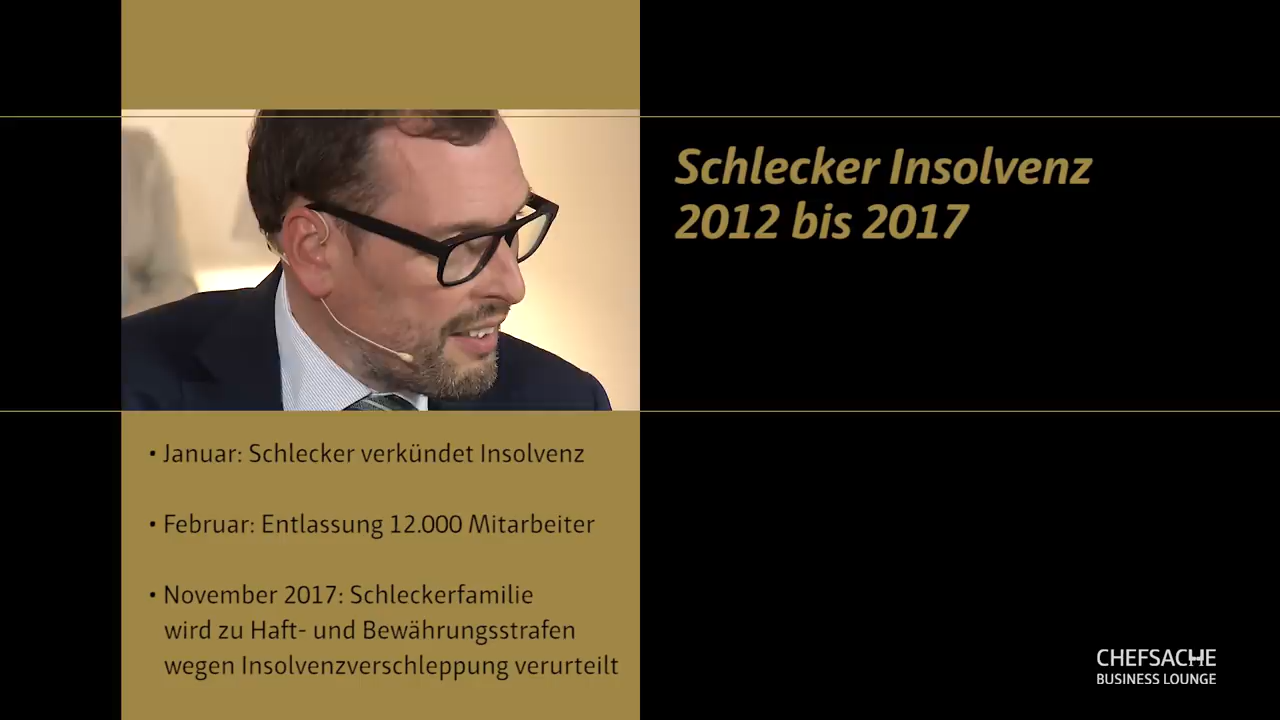 Schlecker Insolvenz
2012 bis 2017
• Januar: Schlecker verkündet Insolvenz
• Februar: Entlassung 12.000 Mitarbeiter
• November 2017: Schleckerfamilie
wird zu Haft- und Bewährungsstrafen
wegen Insolvenzverschleppung verurteilt
CHEFSACHE
BUSINESS LOUNGE